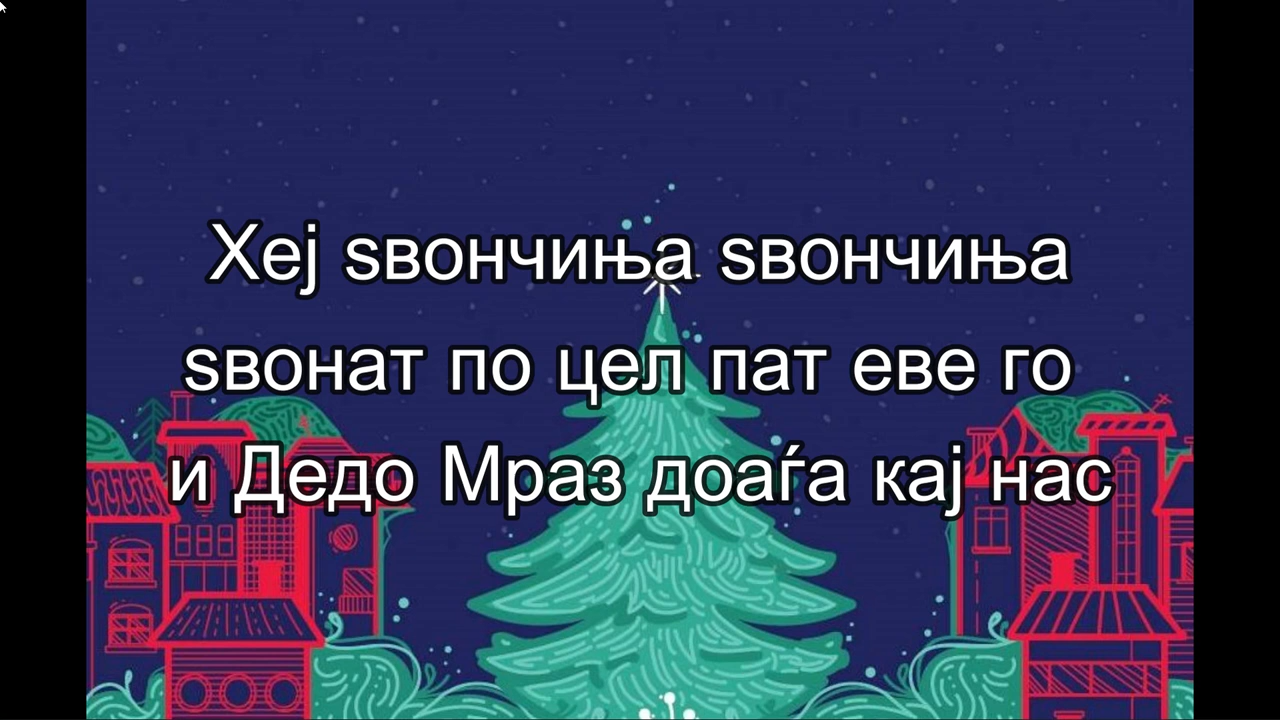 Хеј ѕвончиња ѕвончиња
ѕвонат по цел пат еве го
и Дедо Мраз доаѓа кај нас